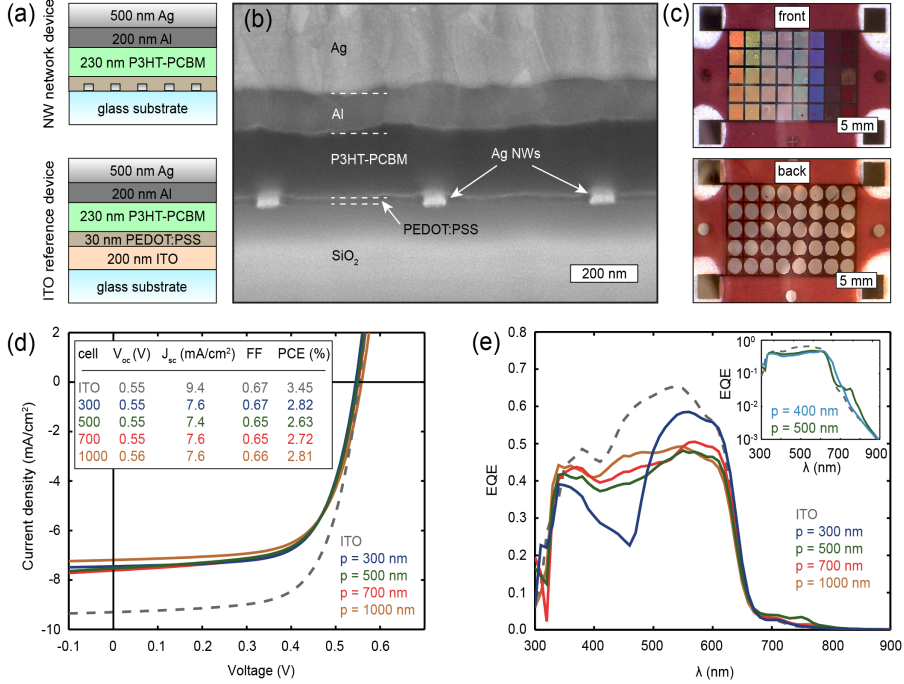 (a)
NW network device
500 nm Ag
200 nm Al
230 nm P3HT-PCBM
glass substrate
ITO reference device
500 nm Ag
200 nm Al
230 nm P3HT-PCBM
30 nm PEDOT:PSS
200 nm ITO
glass substrate
(b)
Ag
Al
P3HT-PCBM
Ag NWs
PEDOT:PSS
SiO₂
200 nm
(c)
front
5 mm
back
5 mm
(d)
cell V_oc (V) J_sc (mA/cm²) FF PCE (%)
ITO 0.55 9.4 0.67 3.45
300 0.55 7.6 0.67 2.82
500 0.55 7.4 0.65 2.63
700 0.55 7.6 0.65 2.72
1000 0.56 7.6 0.66 2.81
ITO
p = 300 nm
p = 500 nm
p = 700 nm
p = 1000 nm
Current density (mA/cm²)
2
0
-2
-4
-6
-8
-10
-0.1 0 0.1 0.2 0.3 0.4 0.5 0.6
Voltage (V)
(e)
EQE
0.8
0.7
0.6
0.5
0.4
0.3
0.2
0.1
0.0
300 400 500 600 700 800 900
λ (nm)
ITO
p = 300 nm
p = 500 nm
p = 700 nm
p = 1000 nm
EQE
10⁰
10⁻¹
10⁻²
10⁻³
p = 400 nm
p = 500 nm
300 500 700 900
λ (nm)